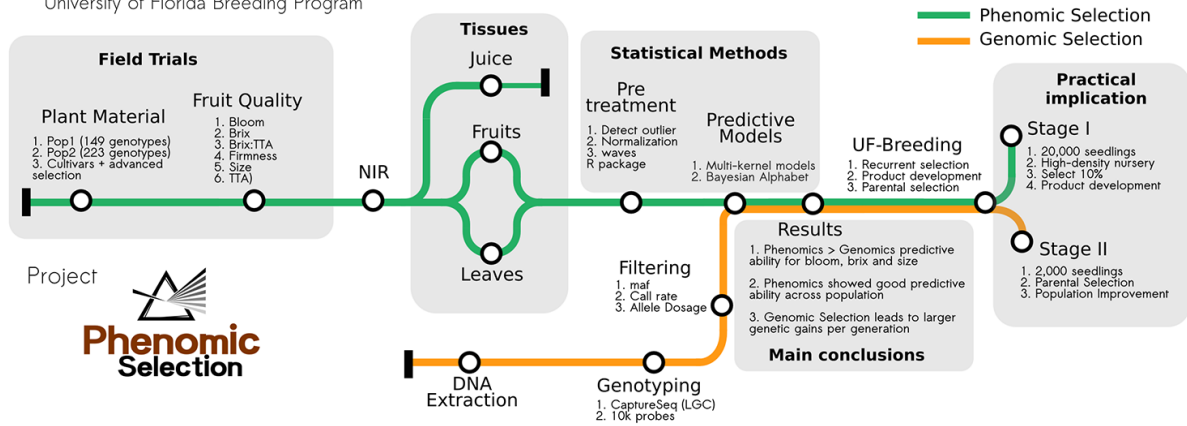 University of Florida Breeding Program
Phenomic Selection
Genomic Selection
Field Trials
Plant Material
1. Pop1 (149 genotypes)
2. Pop2 (223 genotypes)
3. Cultivars + advanced
selection
Fruit Quality
1. Bloom
2. Brix
3. Brix:TTA
4. Firmness
5. Size
6. TTA)
NIR
Tissues
Juice
Fruits
Leaves
Statistical Methods
Pre
treatment
1. Detect outlier
2. Normalization
3. waves
R package
Predictive
Models
1. Multi-kernel models
2. Bayesian Alphabet
UF-Breeding
1. Recurrent selection
2. Product development
3. Parental selection
Practical
implication
Stage I
1. 20,000 seedlings
2. High-density nursery
3. Select 10%
4. Product development
Stage II
1. 2,000 seedlings
2. Parental Selection
3. Population Improvement
Results
1. Phenomics > Genomics predictive
ability for bloom, brix and size
2. Phenomics showed good predictive
ability across population
3. Genomic Selection leads to larger
genetic gains per generation
Main conclusions
Filtering
1. maf
2. Call rate
3. Allele Dosage
DNA
Extraction
Genotyping
1. CaptureSeq (LGC)
2. 10k probes
Project
Phenomic
Selection